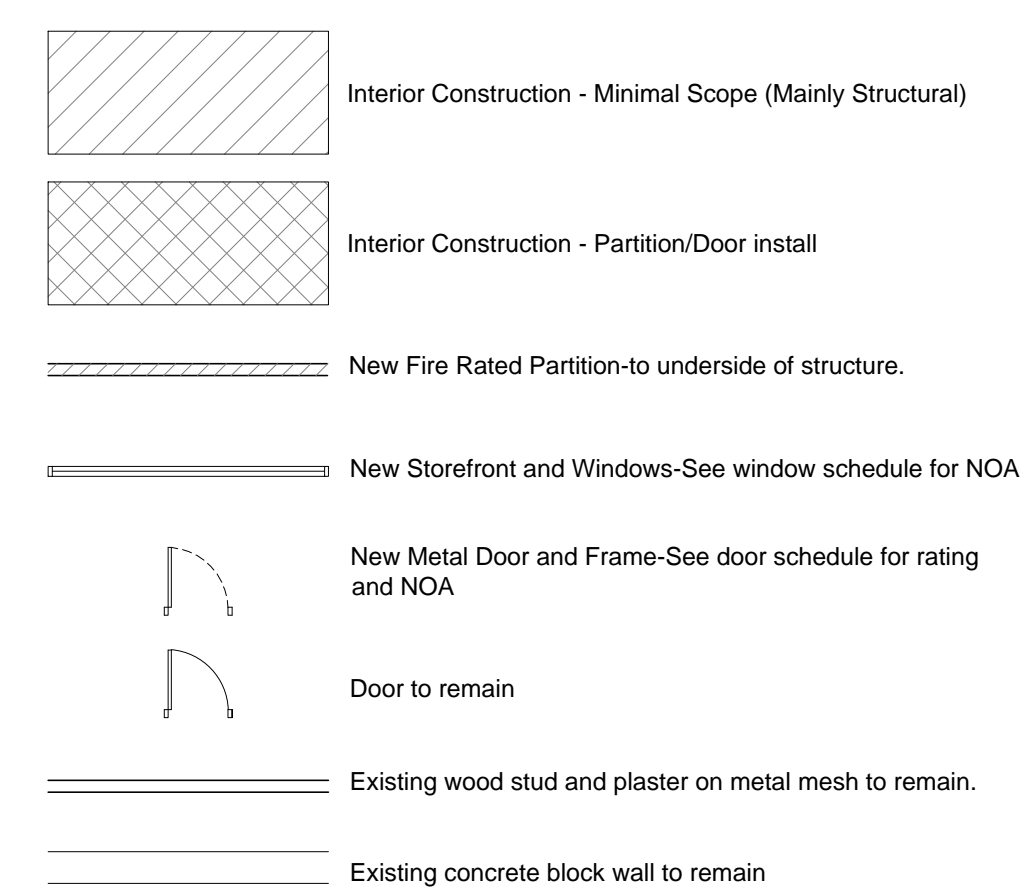 Interior Construction - Minimal Scope (Mainly Structural)
Interior Construction - Partition/Door install
New Fire Rated Partition-to underside of structure.
New Storefront and Windows-See window schedule for NOA
New Metal Door and Frame-See door schedule for rating
and NOA
Door to remain
Existing wood stud and plaster on metal mesh to remain.
Existing concrete block wall to remain